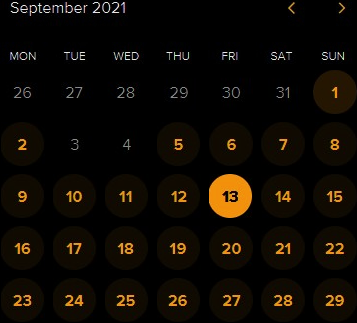 September 2021
MON TUE WED THU FRI SAT SUN
26 27 28 29 30 31 1
2 3 4 5 6 7 8
9 10 11 12 13 14 15
16 17 18 19 20 21 22
23 24 25 26 27 28 29